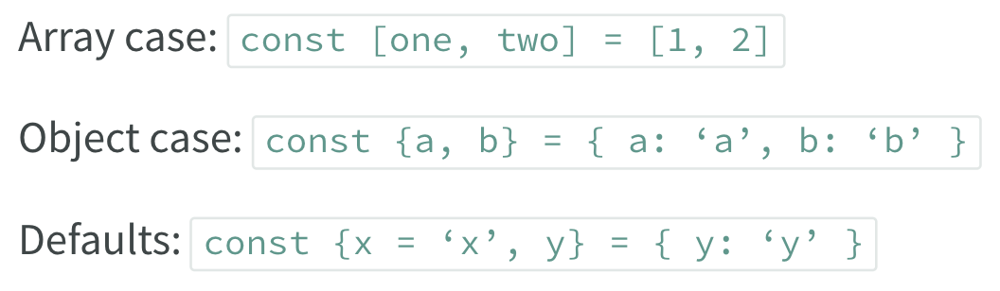 Array case: const [one, two] = [1, 2]
Object case: const {a, b} = { a: ‘a’, b: ‘b’ }
Defaults: const {x = ‘x’, y} = { y: ‘y’ }